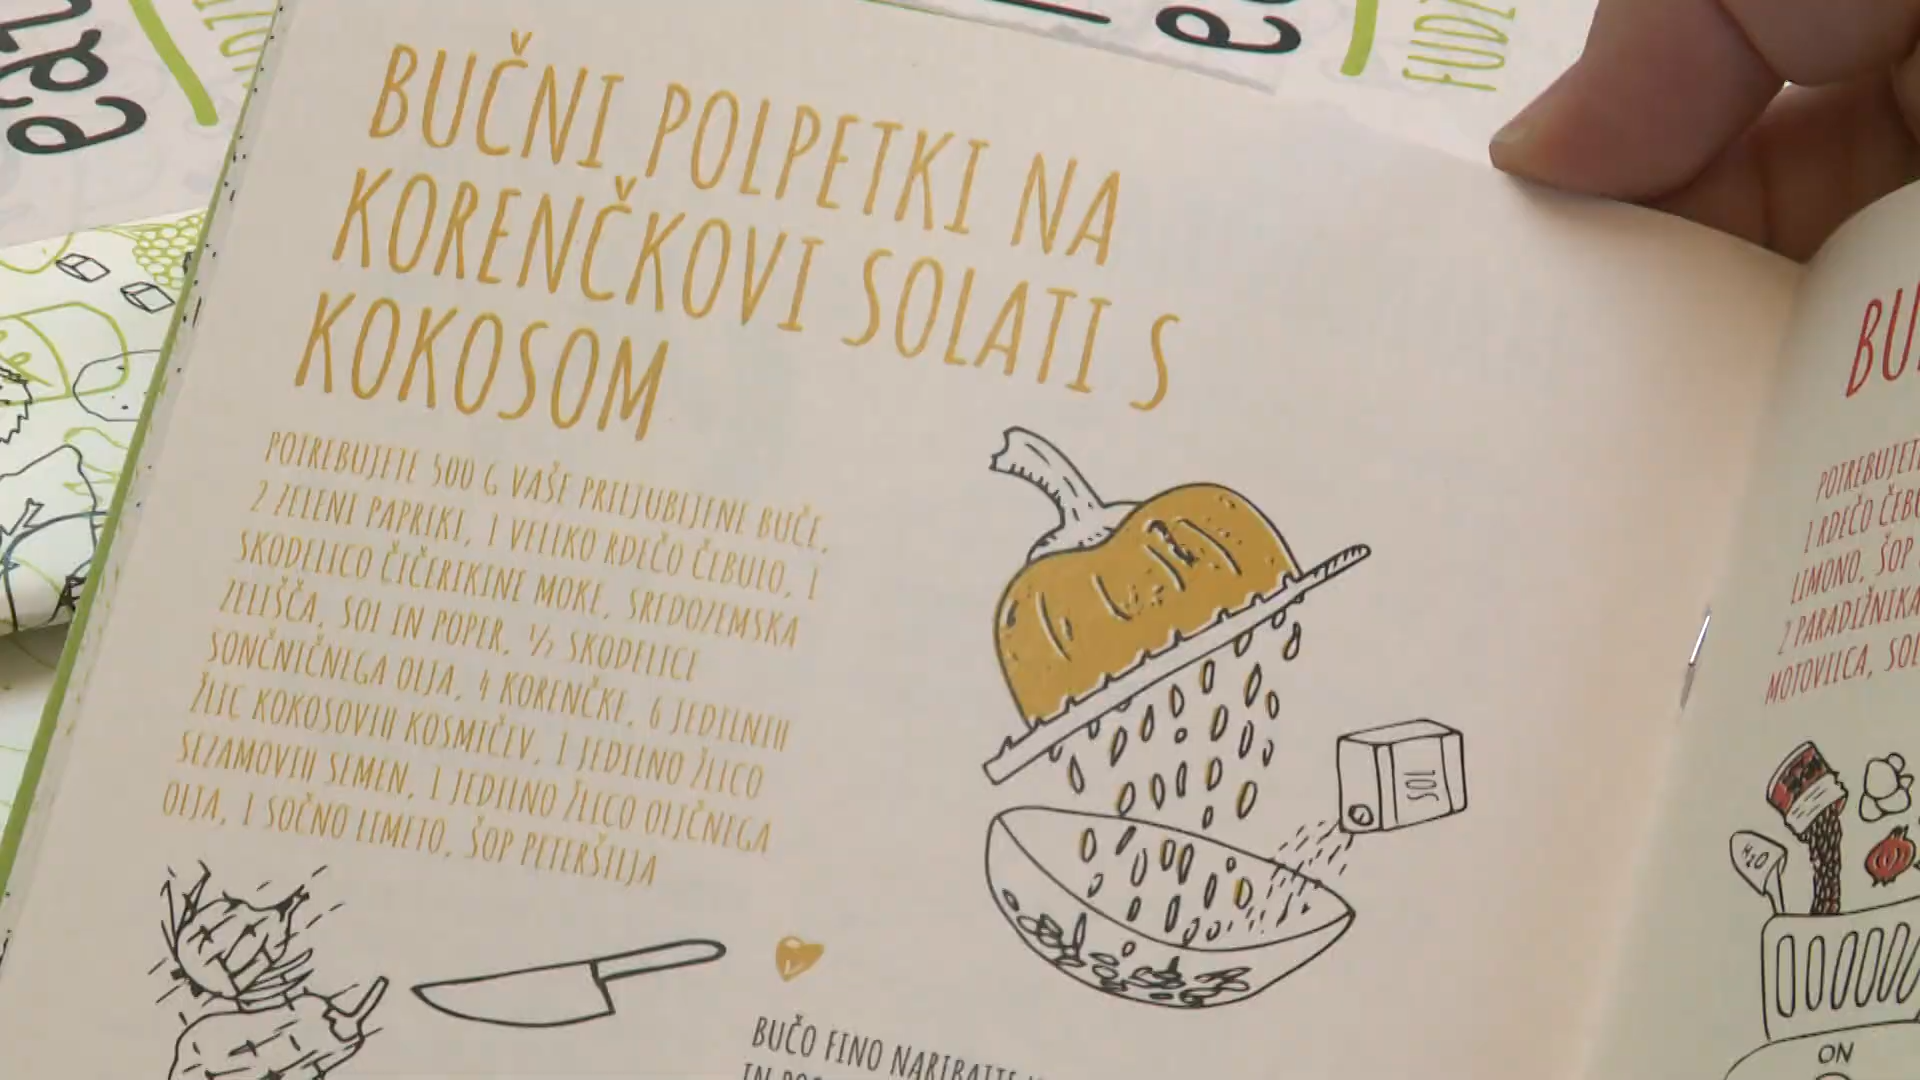 BUČNI POLPETKI NA
KORENČKOVI SOLATI S
KOKOSOM
POTREBUJETE 500 G VAŠE PRILJUBLJENE BUČE,
2 ZELENI PAPRIKI, 1 VELIKO RDEČO ČEBULO, 1
SKODELICO ČIČERIKINE MOKE, SREDOZEMSKA
ZELIŠČA, SOL IN POPER, ½ SKODELICE
SONČNIČNEGA OLJA, 4 KORENČKE, 6 JEDILNIH
ŽLIC KOKOSOVIH KOSMIČEV, 1 JEDILNO ŽLICO
SEZAMOVIH SEMEN, 1 JEDILNO ŽLICO OLIČNEGA
OLJA, 1 SOČNO LIMETO, ŠOP PETERŠILJA
SOL
BUČO FINO NARIBAJTE
IN
POTREBUJETE
1 RDEČO
LIMONO, ŠOP
2 PARADIŽNIKA
MOTOVILCA,
H2O
ON